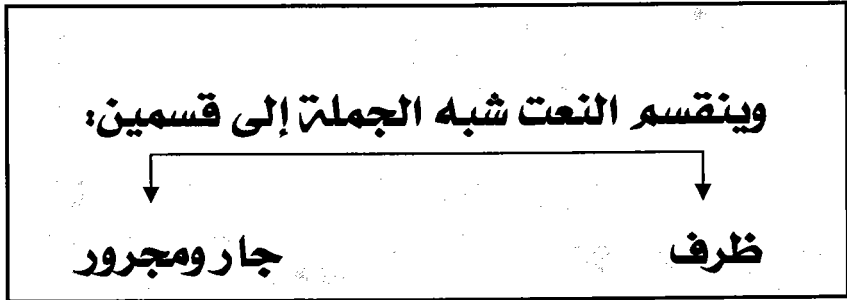 وينقسم النعت شبه الجملة إلى قسمين:
ظرف
جار ومجرور